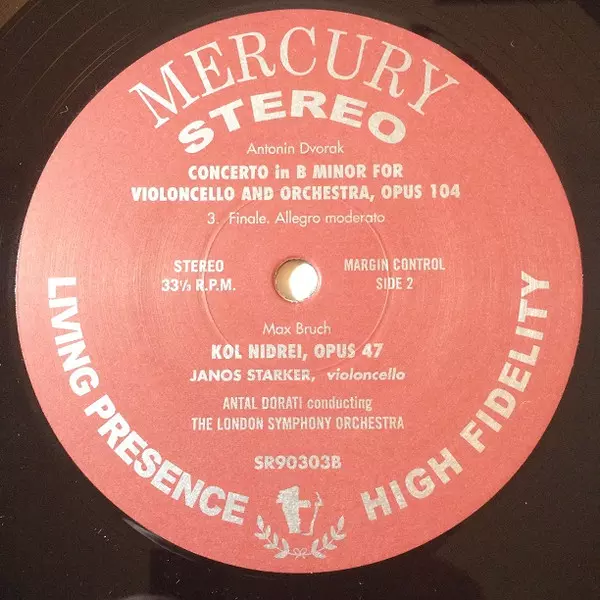 MERCURY
STEREO
Antonin Dvorak
CONCERTO in B MINOR FOR
VIOLONCELLO AND ORCHESTRA, OPUS 104
3. Finale. Allegro moderato
STEREO
33⅓ R.P.M.
MARGIN CONTROL
SIDE 2
Max Bruch
KOL NIDREI, OPUS 47
JANOS STARKER, violoncello
ANTAL DORATI conducting
THE LONDON SYMPHONY ORCHESTRA
SR90303B
LIVING PRESENCE
HIGH FIDELITY